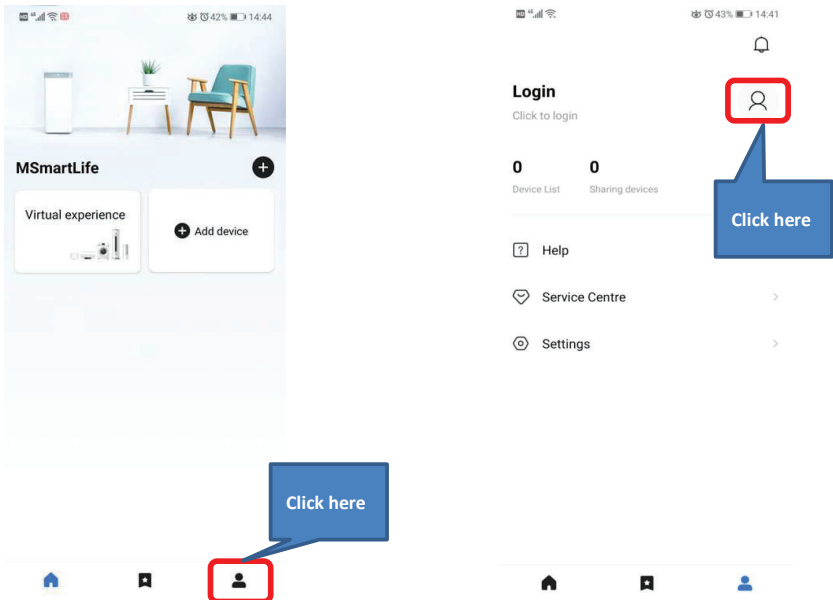 42% 14:44
MSmartLife
Virtual experience
Add device
Click here
HD 43% 14:41
Login
Click to login
0 0
Device List Sharing devices
Click here
Help
Service Centre
Settings